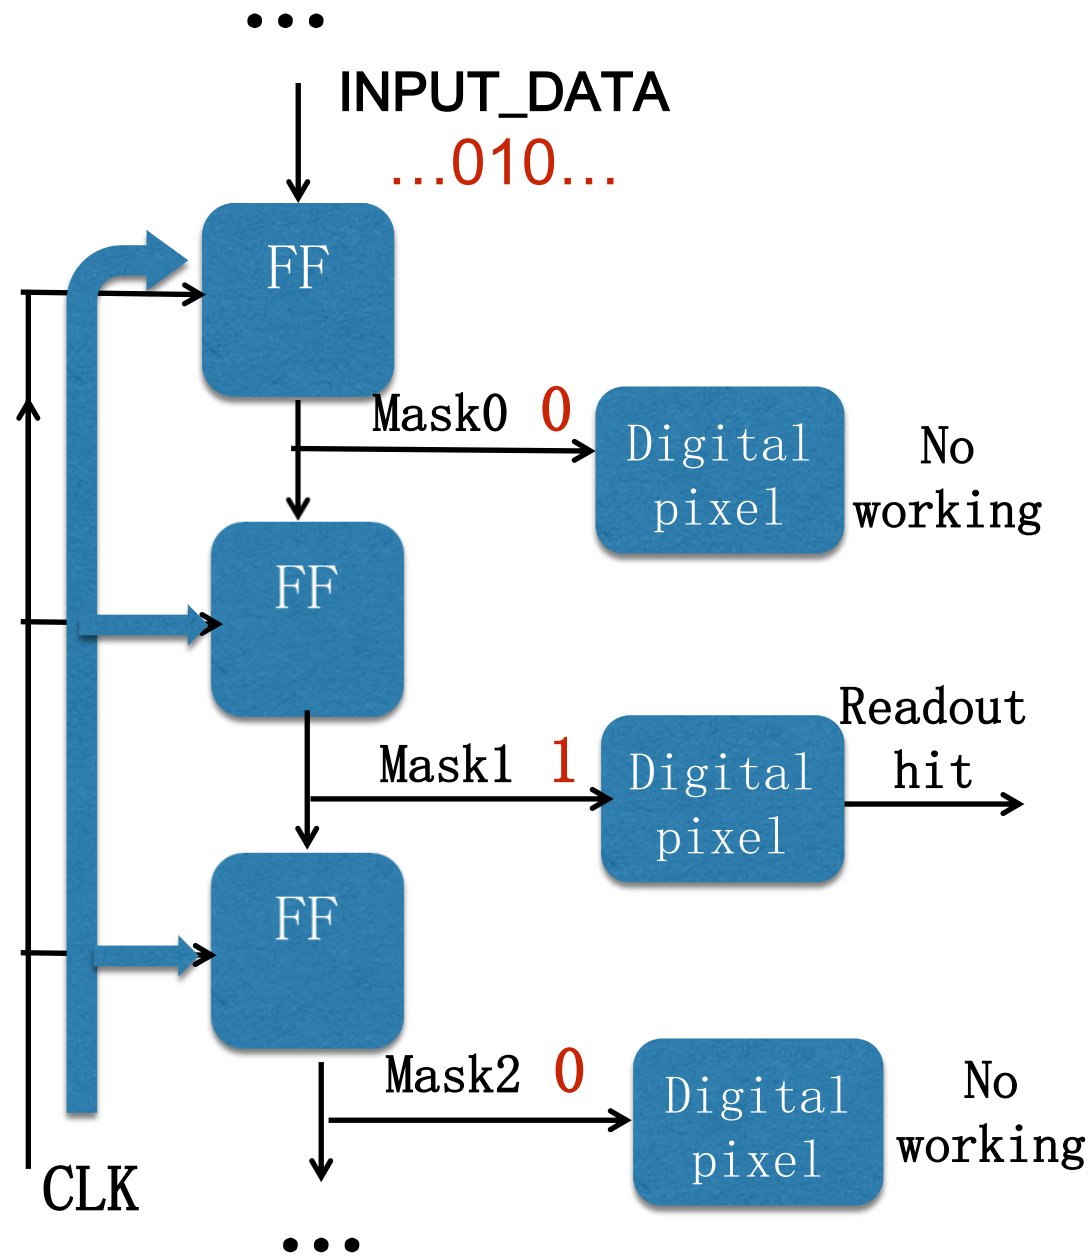 ...
INPUT_DATA
...010...
FF
Mask0 0
Digital
pixel
No
working
FF
Mask1 1
Digital
pixel
Readout
hit
FF
Mask2 0
Digital
pixel
No
working
CLK
...